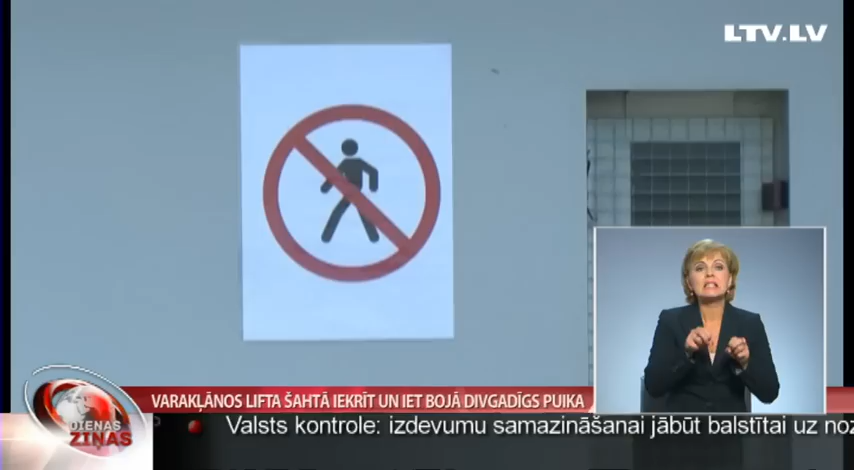 LTV.LV
VARAKĻĀNOS LIFTA ŠAHTĀ IEKRĪT UN IET BOJĀ DIVGADĪGS PUIKA
DIENAS
ZIŅAS
Valsts kontrole: izdevumu samazināšanai jābūt balstītai uz noz